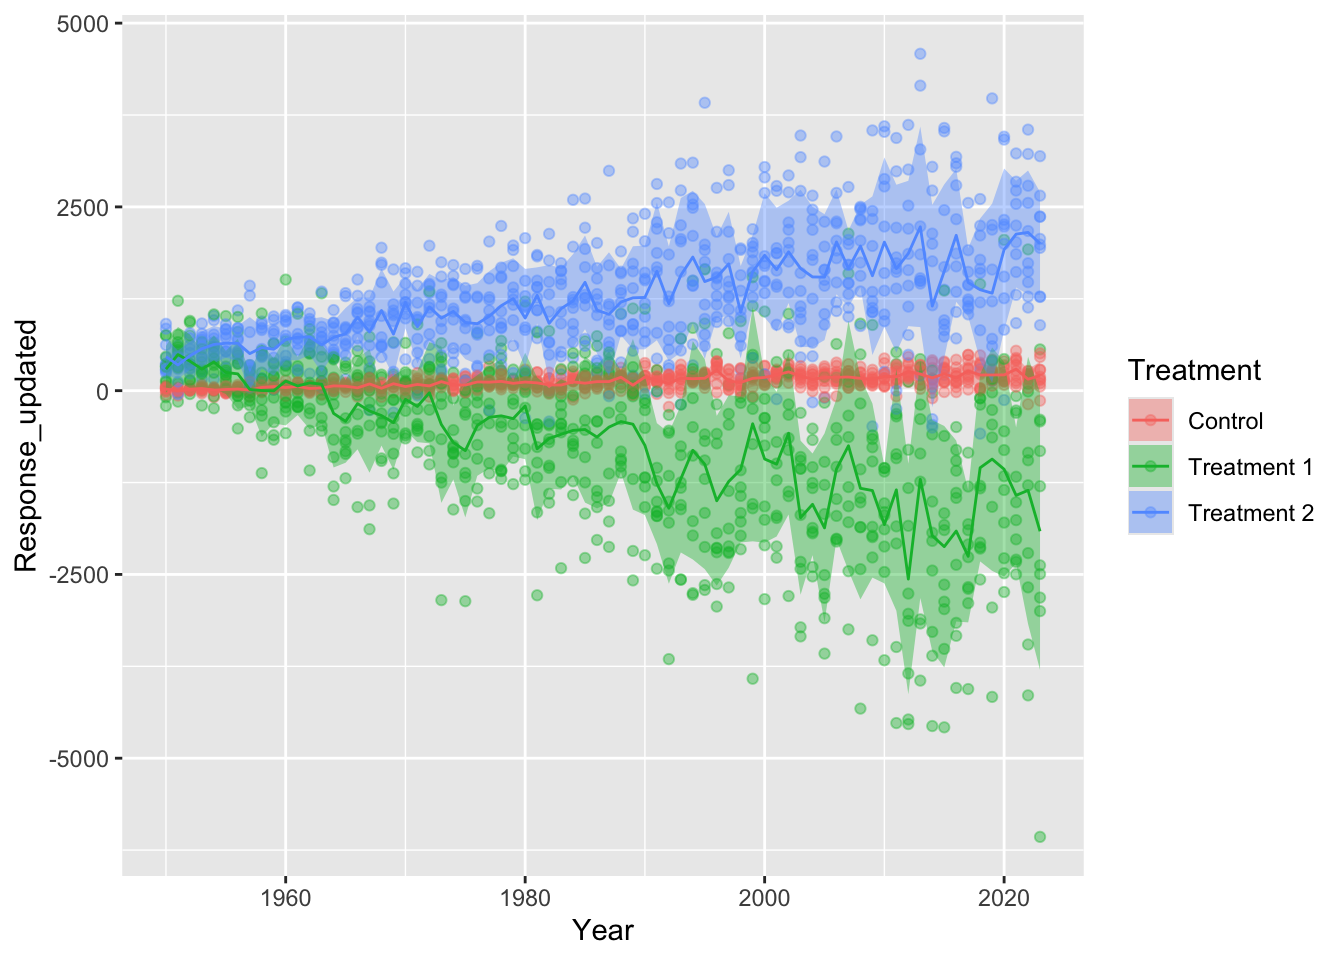 5000
2500
0
-2500
-5000
Response_updated
1960
1980
2000
2020
Year
Treatment
Control
Treatment 1
Treatment 2